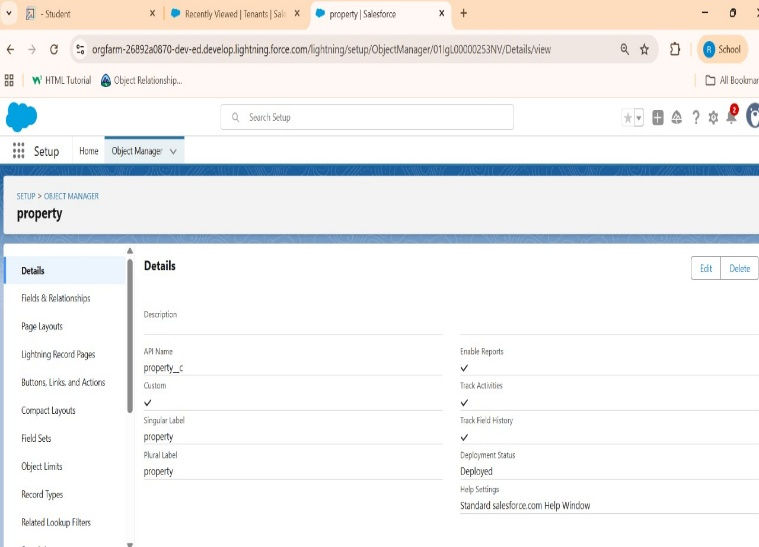 - Student
Recently Viewed | Tenants | Sale
property | Salesforce
orgfarm-26892a0870-dev-ed.develop.lightning.force.com/lightning/setup/ObjectManager/01IgL00000253NV/Details/view
R School
HTML Tutorial
Object Relationship...
All Bookmar
Search Setup
2
Setup
Home
Object Manager
SETUP > OBJECT MANAGER
property
Details
Fields & Relationships
Page Layouts
Lightning Record Pages
Buttons, Links, and Actions
Compact Layouts
Field Sets
Object Limits
Record Types
Related Lookup Filters
Details
Edit
Delete
Description
API Name
property__c
Custom
Singular Label
property
Plural Label
property
Enable Reports
Track Activities
Track Field History
Deployment Status
Deployed
Help Settings
Standard salesforce.com Help Window